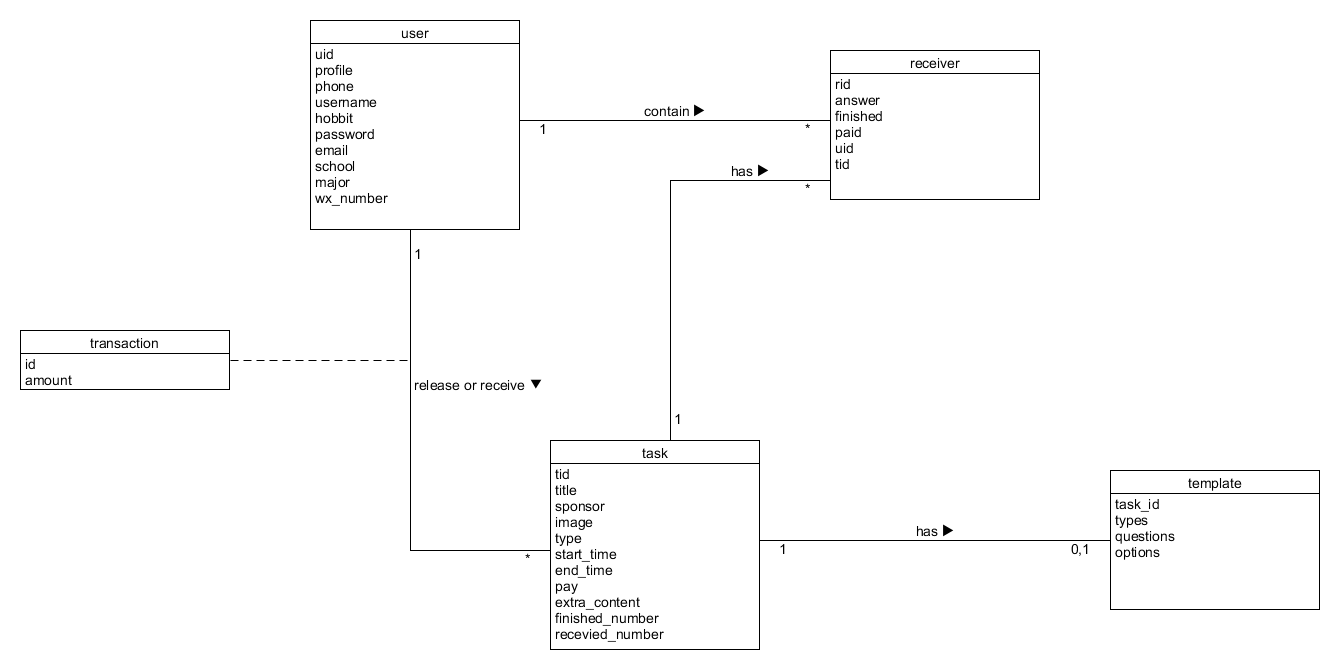 user
uid
profile
phone
username
hobbit
password
email
school
major
wx_number
receiver
rid
answer
finished
paid
uid
tid
contain ▶
1
*
has ▶
*
1
transaction
id
amount
release or receive ▼
1
task
tid
title
sponsor
image
type
start_time
end_time
pay
extra_content
finished_number
recevied_number
*
has ▶
1
0,1
template
task_id
types
questions
options